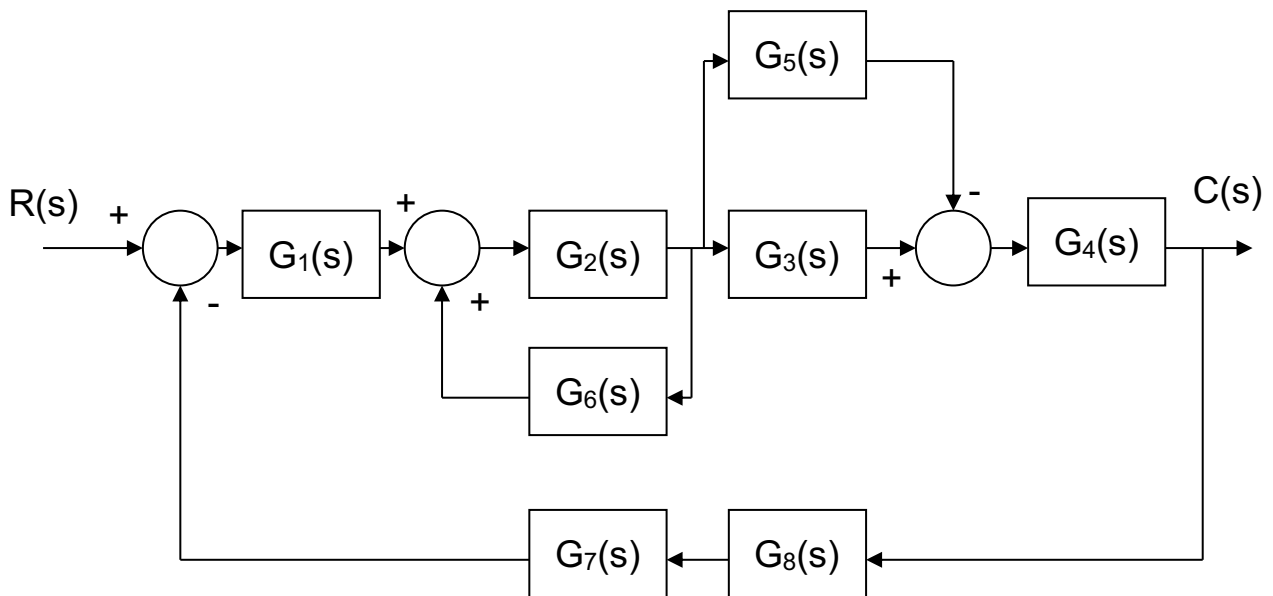 G₅(s)
R(s)
+
+
-
C(s)
G₁(s)
G₂(s)
G₃(s)
G₄(s)
+
-
+
G₆(s)
G₇(s)
G₈(s)